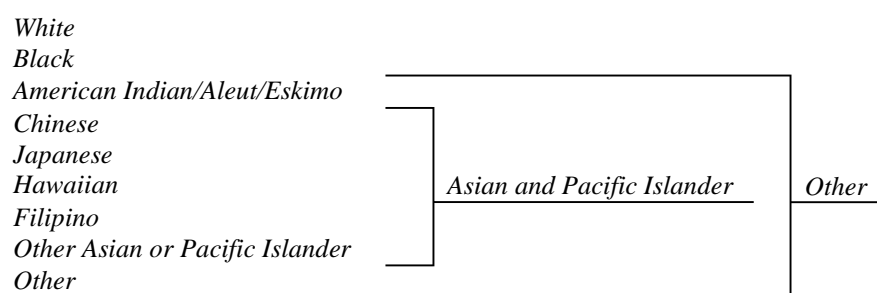 White
Black
American Indian/Aleut/Eskimo
Chinese
Japanese
Hawaiian
Filipino
Other Asian or Pacific Islander
Other
Asian and Pacific Islander
Other